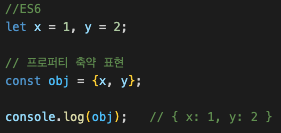 //ES6
let x = 1, y = 2;
// 프로퍼티 축약 표현
const obj = {x, y};
console.log(obj);   // { x: 1, y: 2 }